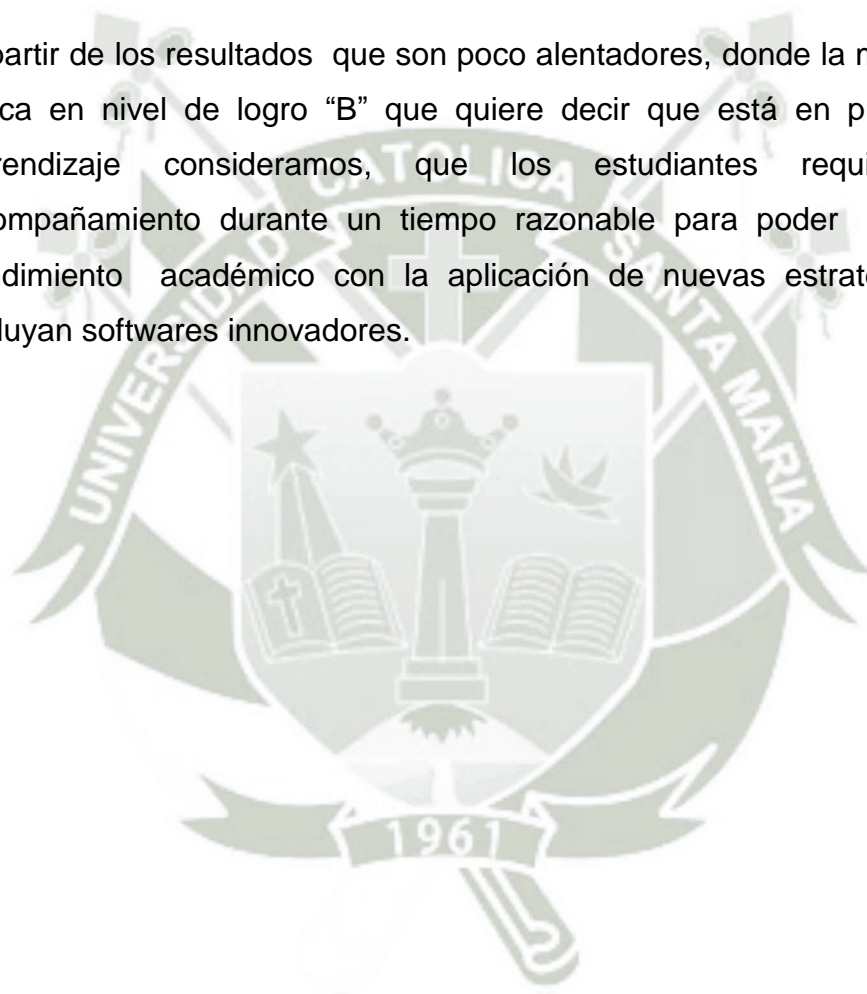 partir de los resultados que son poco alentadores, donde la
ca en nivel de logro “B” que quiere decir que está en
rendizaje consideramos, que los estudiantes requi
ompañamiento durante un tiempo razonable para poder
dimiento académico con la aplicación de nuevas estrat
luyan softwares innovadores.
UNIVERSIDAD CATOLICA SANTA MARIA
1961